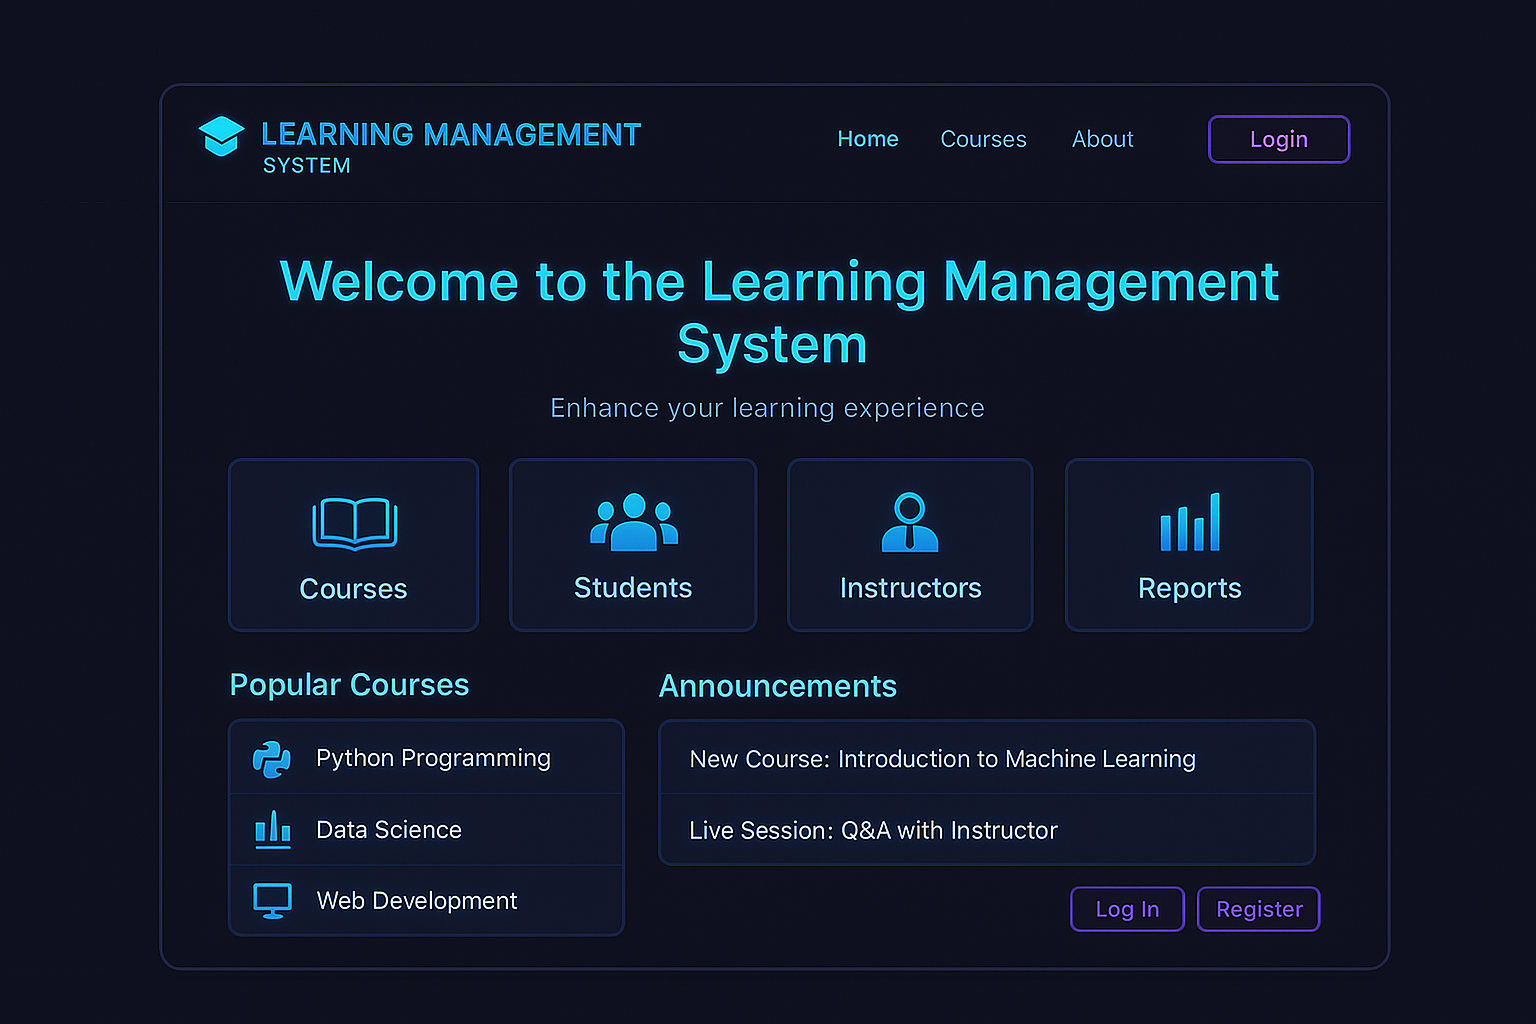 LEARNING MANAGEMENT
SYSTEM
Home
Courses
About
Login
Welcome to the Learning Management
System
Enhance your learning experience
Courses
Students
Instructors
Reports
Popular Courses
Python Programming
Data Science
Web Development
Announcements
New Course: Introduction to Machine Learning
Live Session: Q&A with Instructor
Log In
Register